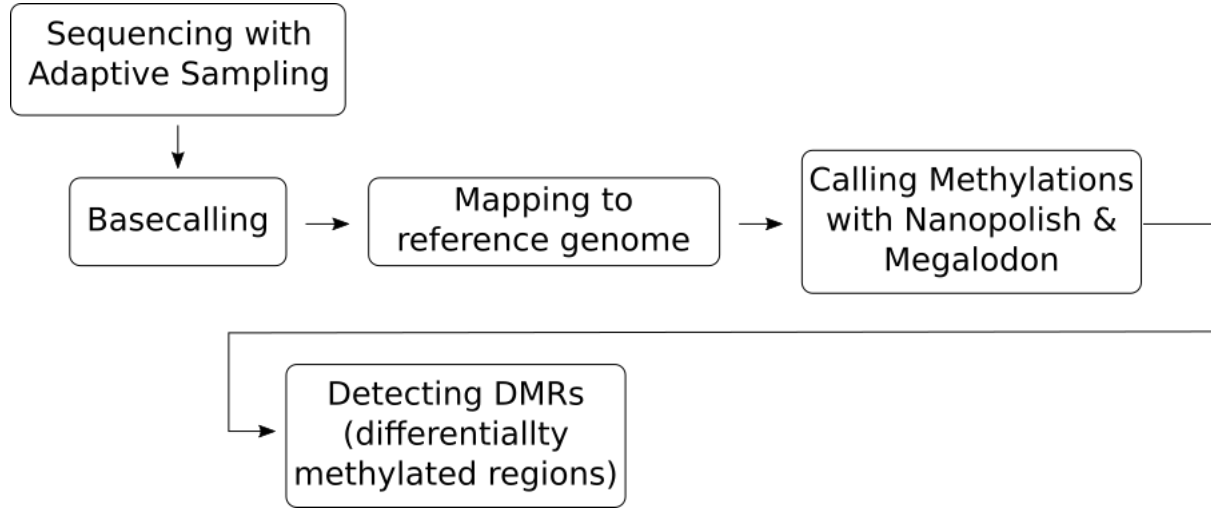 Sequencing with
Adaptive Sampling
Basecalling
Mapping to
reference genome
Calling Methylations
with Nanopolish &
Megalodon
Detecting DMRs
(differentiallty
methylated regions)